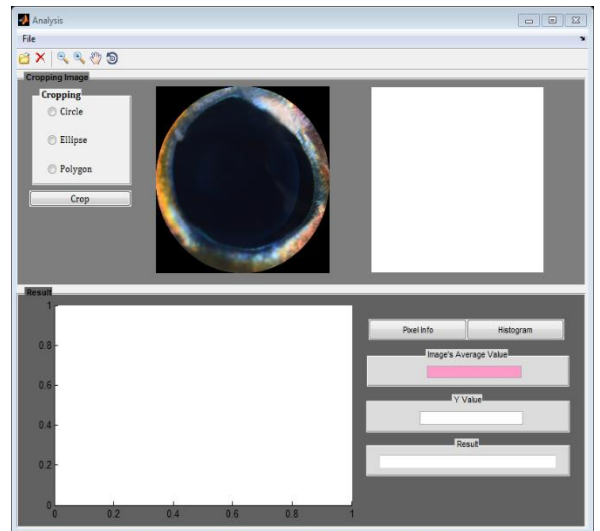 Analysis
File
Cropping Image
Cropping
Circle
Ellipse
Polygon
Crop
Result
Pixel Info
Histogram
Image's Average Value
Y Value
Result
1
0.8
0.6
0.4
0.2
0
0 0.2 0.4 0.6 0.8 1